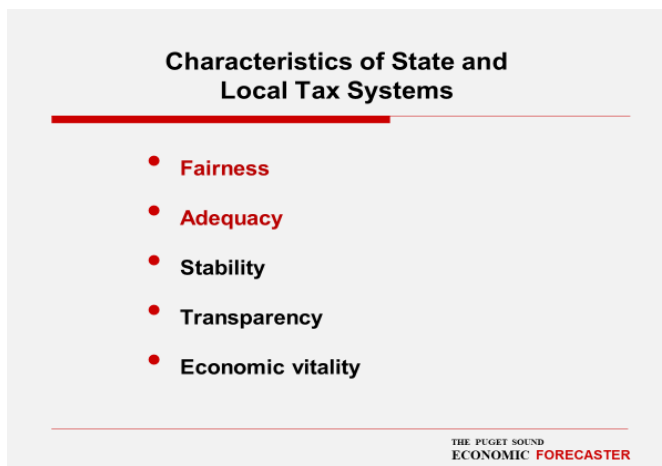 Characteristics of State and
Local Tax Systems
• Fairness
• Adequacy
• Stability
• Transparency
• Economic vitality
THE PUGET SOUND
ECONOMIC FORECASTER